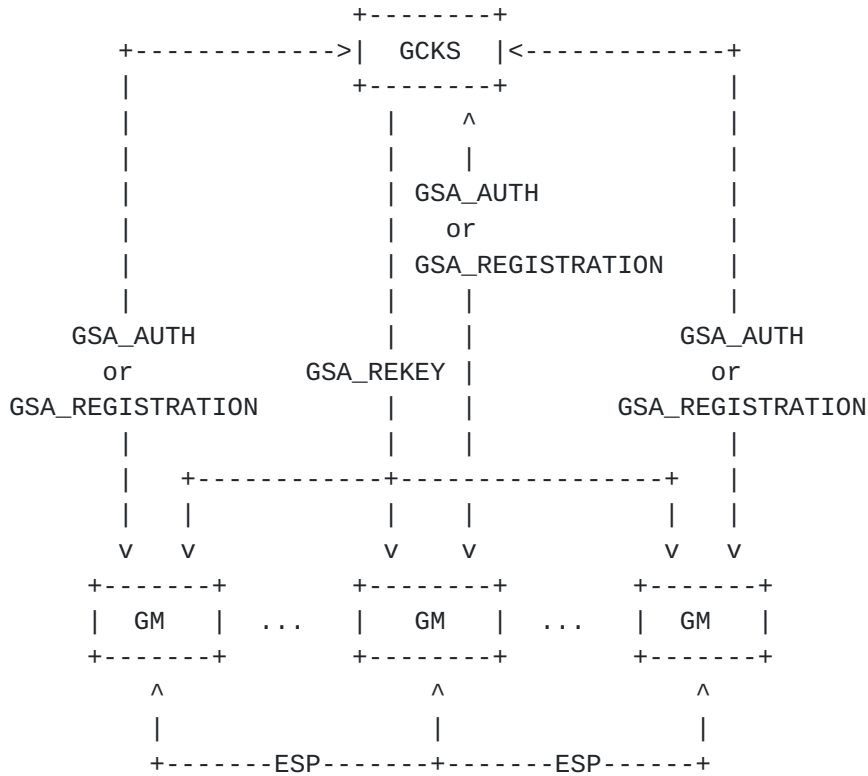 GCKS
GSA_AUTH
or
GSA_REGISTRATION
GSA_AUTH GSA_AUTH
or GSA_REKEY or
GSA_REGISTRATION GSA_REGISTRATION
GM ... GM ... GM
ESP ESP